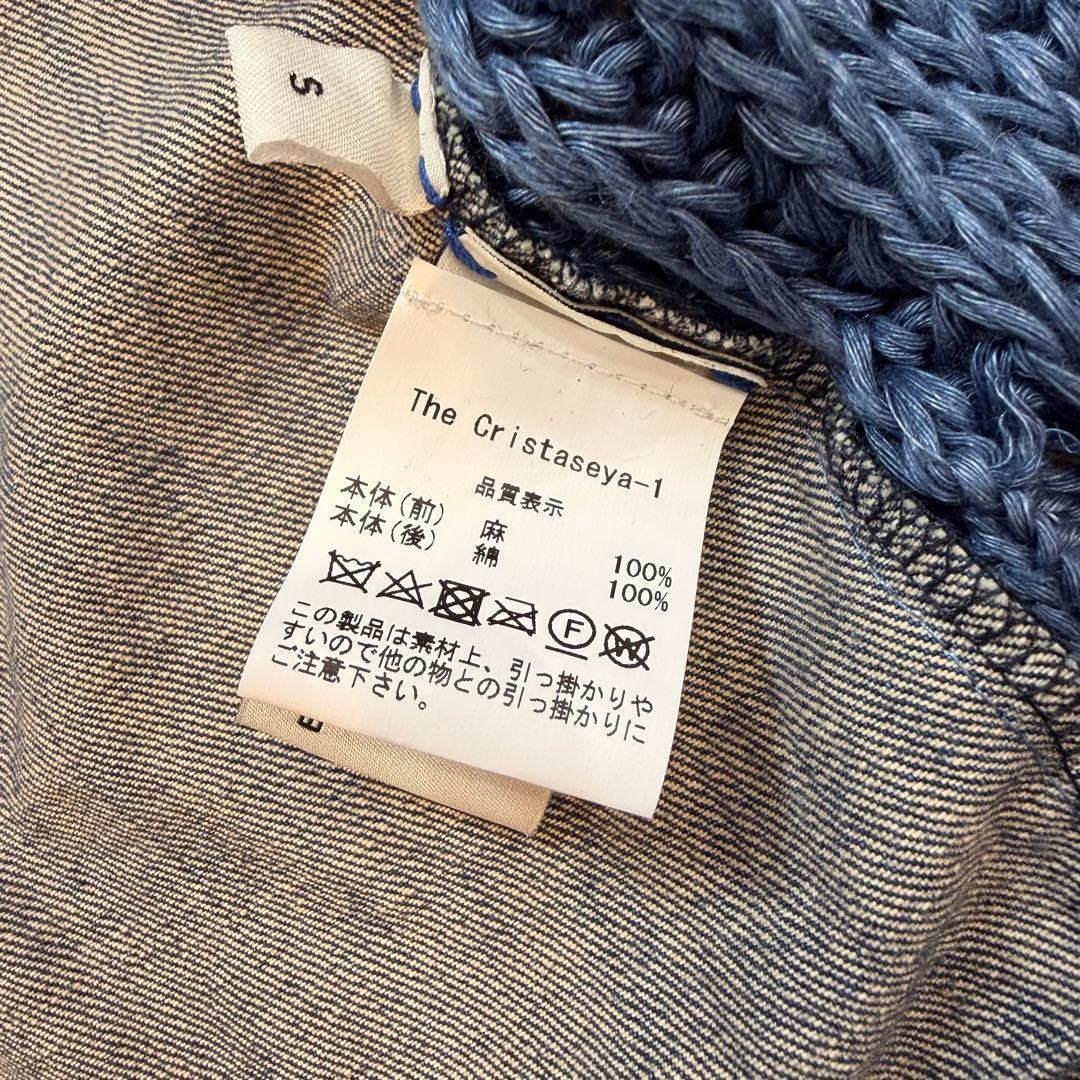 S
The Cristaseya-1
品質表示
本体(前) 麻 100%
本体(後) 綿 100%
F
W
この製品は素材上、引っ掛かりや
すいので他の物との引っ掛かりに
ご注意下さい。
E